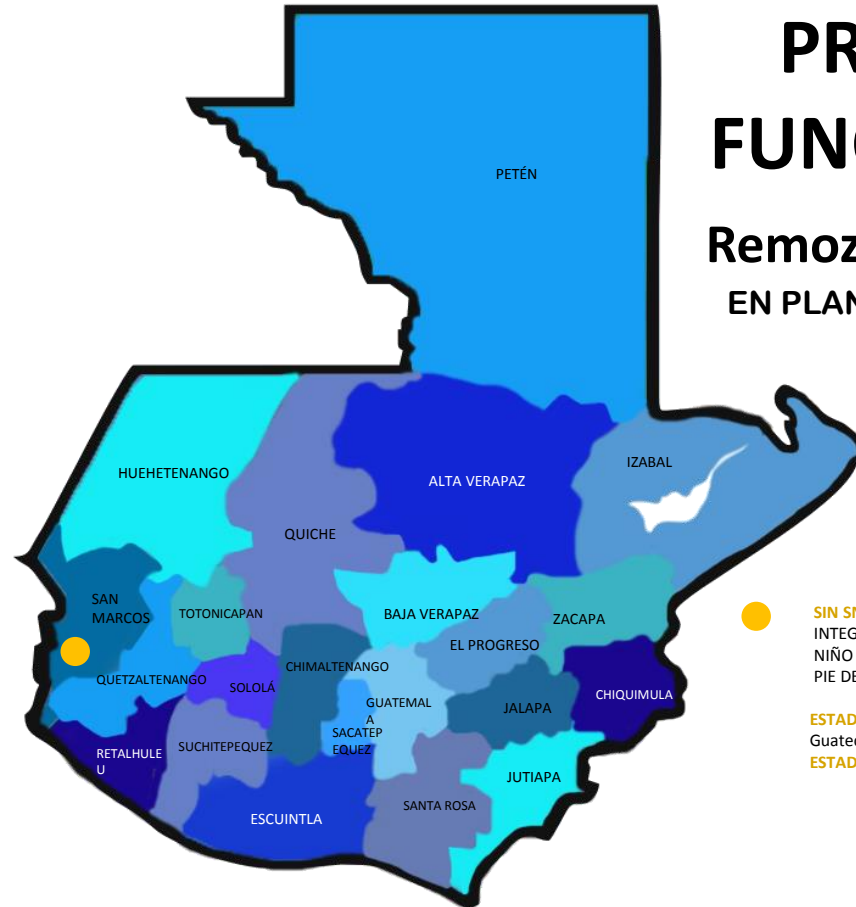 PR
FUNC
Remoz
EN PLAN
PETÉN
HUEHETENANGO
ALTA VERAPAZ
IZABAL
QUICHE
SAN
MARCOS
TOTONICAPAN
BAJA VERAPAZ
ZACAPA
EL PROGRESO
QUETZALTENANGO
SOLOLÁ
CHIMALTENANGO
GUATEMAL
A
JALAPA
CHIQUIMULA
RETALHULE
U
SUCHITEPEQUEZ
SACATEP
EQUEZ
JUTIAPA
ESCUINTLA
SANTA ROSA
SIN SN
INTEG
NIÑO
PIE DE
ESTAD
Guatec
ESTAD